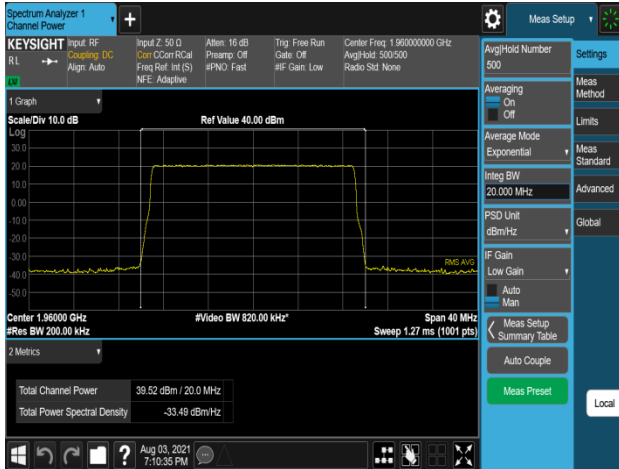 Spectrum Analyzer 1
Channel Power
+
KEYSIGHT
RL
LU
Input: RF
Coupling: DC
Align: Auto
Input Z: 50 Ω
Corr CCorr RCal
Freq Ref: Int (S)
NFE: Adaptive
Atten: 16 dB
Preamp: Off
#PNO: Fast
Trig: Free Run
Gate: Off
#IF Gain: Low
Center Freq: 1.960000000 GHz
Avg|Hold: 500/500
Radio Std: None
1 Graph
Scale/Div 10.0 dB
Ref Value 40.00 dBm
Log
30.0
20.0
10.0
0.00
-10.0
-20.0
-30.0
-40.0
-50.0
RMS AVG
Center 1.96000 GHz
#Video BW 820.00 kHz*
Span 40 MHz
#Res BW 200.00 kHz
Sweep 1.27 ms (1001 pts)
2 Metrics
Total Channel Power 39.52 dBm / 20.0 MHz
Total Power Spectral Density -33.49 dBm/Hz
?
Aug 03, 2021
7:10:35 PM
Meas Setup
Avg|Hold Number
500
Averaging
On
Off
Average Mode
Exponential
Integ BW
20.000 MHz
PSD Unit
dBm/Hz
IF Gain
Low Gain
Auto
Man
Meas Setup
Summary Table
Auto Couple
Meas Preset
Settings
Meas
Method
Limits
Meas
Standard
Advanced
Global
Local